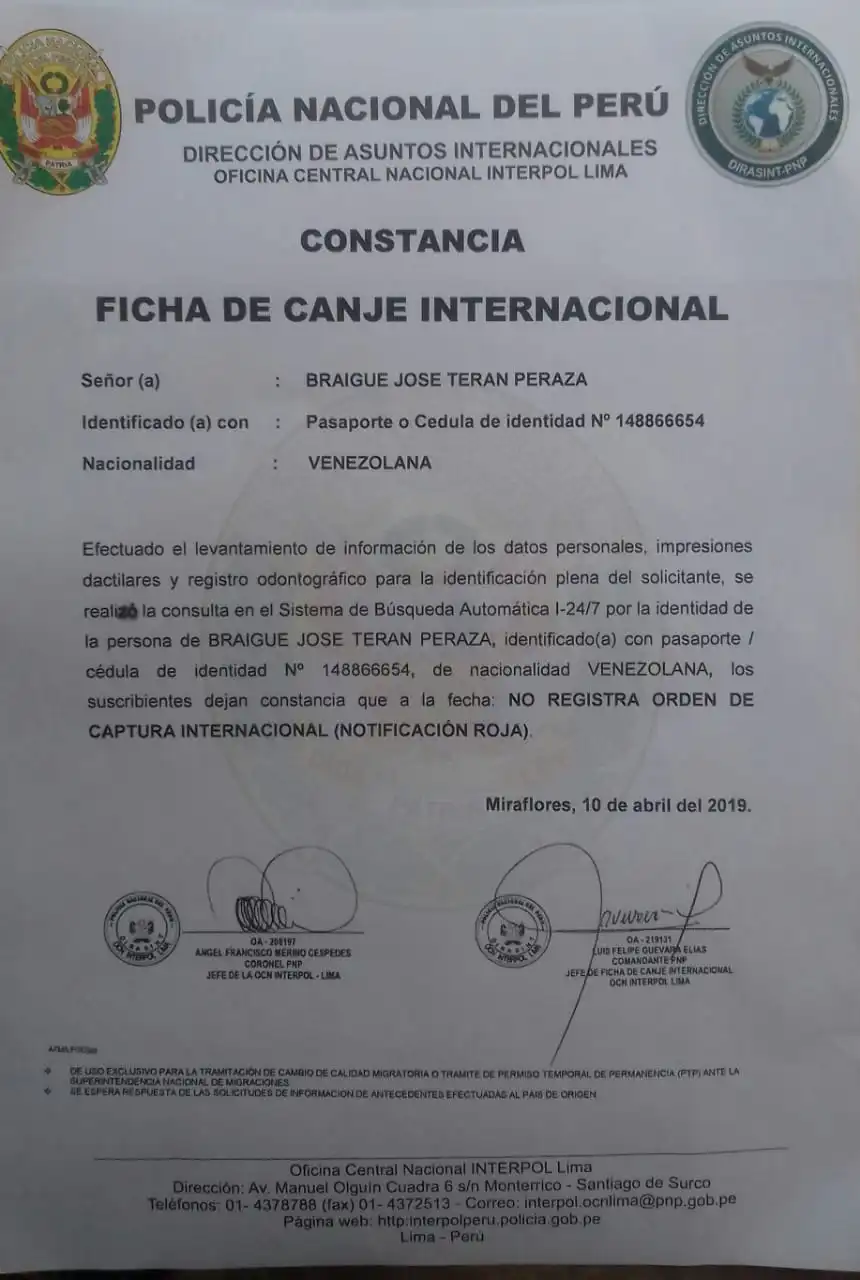 POLICÍA NACIONAL DEL PERÚ
DIRECCIÓN DE ASUNTOS INTERNACIONALES
OFICINA CENTRAL NACIONAL INTERPOL LIMA
PATRIA
DIRECCIÓN DE ASUNTOS INTERNACIONALES
DIRASINT-PNP
CONSTANCIA
FICHA DE CANJE INTERNACIONAL
Señor (a) : BRAIGUE JOSE TERAN PERAZA
Identificado (a) con : Pasaporte o Cedula de identidad Nº 148866654
Nacionalidad : VENEZOLANA
Efectuado el levantamiento de información de los datos personales, impresiones
dactilares y registro odontográfico para la identificación plena del solicitante, se
realizó la consulta en el Sistema de Búsqueda Automática I-24/7 por la identidad de
la persona de BRAIGUE JOSE TERAN PERAZA, identificado(a) con pasaporte /
cédula de identidad Nº 148866654, de nacionalidad VENEZOLANA, los
suscribientes dejan constancia que a la fecha: NO REGISTRA ORDEN DE
CAPTURA INTERNACIONAL (NOTIFICACIÓN ROJA).
Miraflores, 10 de abril del 2019.
OCN INTERPOL LIMA
OA - 208197
ANGEL FRANCISCO MERINO CESPEDES
CORONEL PNP
JEFE DE LA OCN INTERPOL - LIMA
OCN INTERPOL LIMA
OA - 219131
LUIS FELIPE GUEVARA ELIAS
COMANDANTE PNP
JEFE DE FICHA DE CANJE INTERNACIONAL
OCN INTERPOL LIMA
DE USO EXCLUSIVO PARA LA TRAMITACIÓN DE CAMBIO DE CALIDAD MIGRATORIA O TRAMITE DE PERMISO TEMPORAL DE PERMANENCIA (PTP) ANTE LA
SUPERINTENDENCIA NACIONAL DE MIGRACIONES
SE ESPERA RESPUESTA DE LAS SOLICITUDES DE INFORMACION DE ANTECEDENTES EFECTUADAS AL PAIS DE ORIGEN
Oficina Central Nacional INTERPOL Lima
Dirección: Av. Manuel Olguin Cuadra 6 s/n Monterrico - Santiago de Surco
Teléfonos: 01- 4378788 (fax) 01- 4372513 - Correo: interpol.ocnlima@pnp.gob.pe
Página web: http:interpolperu.policia.gob.pe
Lima - Perú